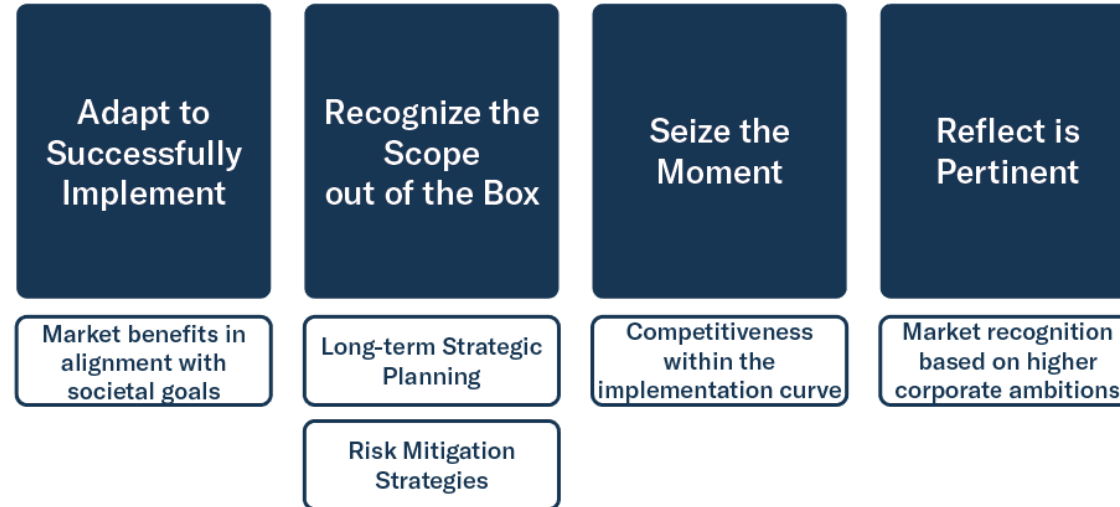 Adapt to
Successfully
Implement
Recognize the
Scope
out of the Box
Seize the
Moment
Reflect is
Pertinent
Market benefits in
alignment with
societal goals
Long-term Strategic
Planning
Competitiveness
within the
implementation curve
Market recognition
based on higher
corporate ambitions
Risk Mitigation
Strategies